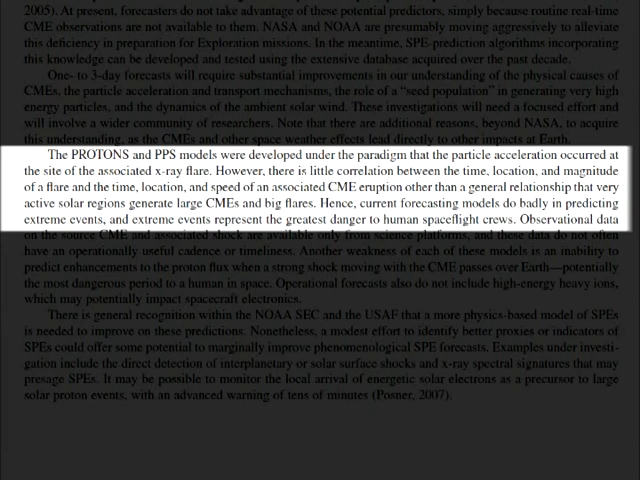 2005). At present, forecasters do not take advantage of these potential predictors, simply because routine real-time
CME observations are not available to them. NASA and NOAA are presumably moving aggressively to alleviate
this deficiency in preparation for Exploration missions. In the meantime, SPE-prediction algorithms incorporating
this knowledge can be developed and tested using the extensive database acquired over the past decade.
One- to 3-day forecasts will require substantial improvements in our understanding of the physical causes of
CMEs, the particle acceleration and transport mechanisms, the role of a “seed population” in generating very high
energy particles, and the dynamics of the ambient solar wind. These investigations will need a focused effort and
will involve a wider community of researchers. Note that there are additional reasons, beyond NASA, to acquire
this understanding, as the CMEs and other space weather effects lead directly to other impacts at Earth.
The PROTONS and PPS models were developed under the paradigm that the particle acceleration occurred at
the site of the associated x-ray flare. However, there is little correlation between the time, location, and magnitude
of a flare and the time, location, and speed of an associated CME eruption other than a general relationship that very
active solar regions generate large CMEs and big flares. Hence, current forecasting models do badly in predicting
extreme events, and extreme events represent the greatest danger to human spaceflight crews. Observational data
on the source CME and associated shock are available only from science platforms, and these data do not often
have an operationally useful cadence or timeliness. Another weakness of each of these models is an inability to
predict enhancements to the proton flux when a strong shock moving with the CME passes over Earth—potentially
the most dangerous period to a human in space. Operational forecasts also do not include high-energy heavy ions,
which may potentially impact spacecraft electronics.
There is general recognition within the NOAA SEC and the USAF that a more physics-based model of SPEs
is needed to improve on these predictions. Nonetheless, a modest effort to identify better proxies or indicators of
SPEs could offer some potential to marginally improve phenomenological SPE forecasts. Examples under investi-
gation include the direct detection of interplanetary or solar surface shocks and x-ray spectral signatures that may
presage SPEs. It may be possible to monitor the local arrival of energetic solar electrons as a precursor to large
solar proton events, with an advanced warning of tens of minutes (Posner, 2007).